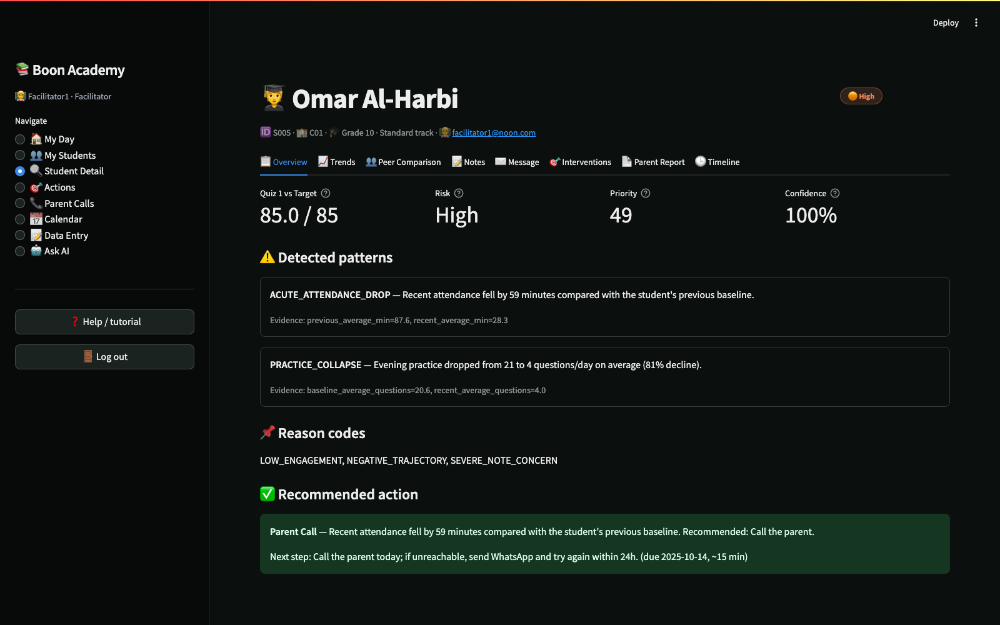 Deploy
Boon Academy
Facilitator1 · Facilitator
Navigate
My Day
My Students
Student Detail
Actions
Parent Calls
Calendar
Data Entry
Ask AI
Help / tutorial
Log out
Omar Al-Harbi
High
ID S005 · C01 · Grade 10 · Standard track · facilitator1@noon.com
Overview Trends Peer Comparison Notes Message Interventions Parent Report Timeline
Quiz 1 vs Target Risk Priority Confidence
85.0 / 85 High 49 100%
Detected patterns
ACUTE_ATTENDANCE_DROP — Recent attendance fell by 59 minutes compared with the student's previous baseline.
Evidence: previous_average_min=87.6, recent_average_min=28.3
PRACTICE_COLLAPSE — Evening practice dropped from 21 to 4 questions/day on average (81% decline).
Evidence: baseline_average_questions=20.6, recent_average_questions=4.0
Reason codes
LOW_ENGAGEMENT, NEGATIVE_TRAJECTORY, SEVERE_NOTE_CONCERN
Recommended action
Parent Call — Recent attendance fell by 59 minutes compared with the student's previous baseline. Recommended: Call the parent.
Next step: Call the parent today; if unreachable, send WhatsApp and try again within 24h. (due 2025-10-14, ~15 min)